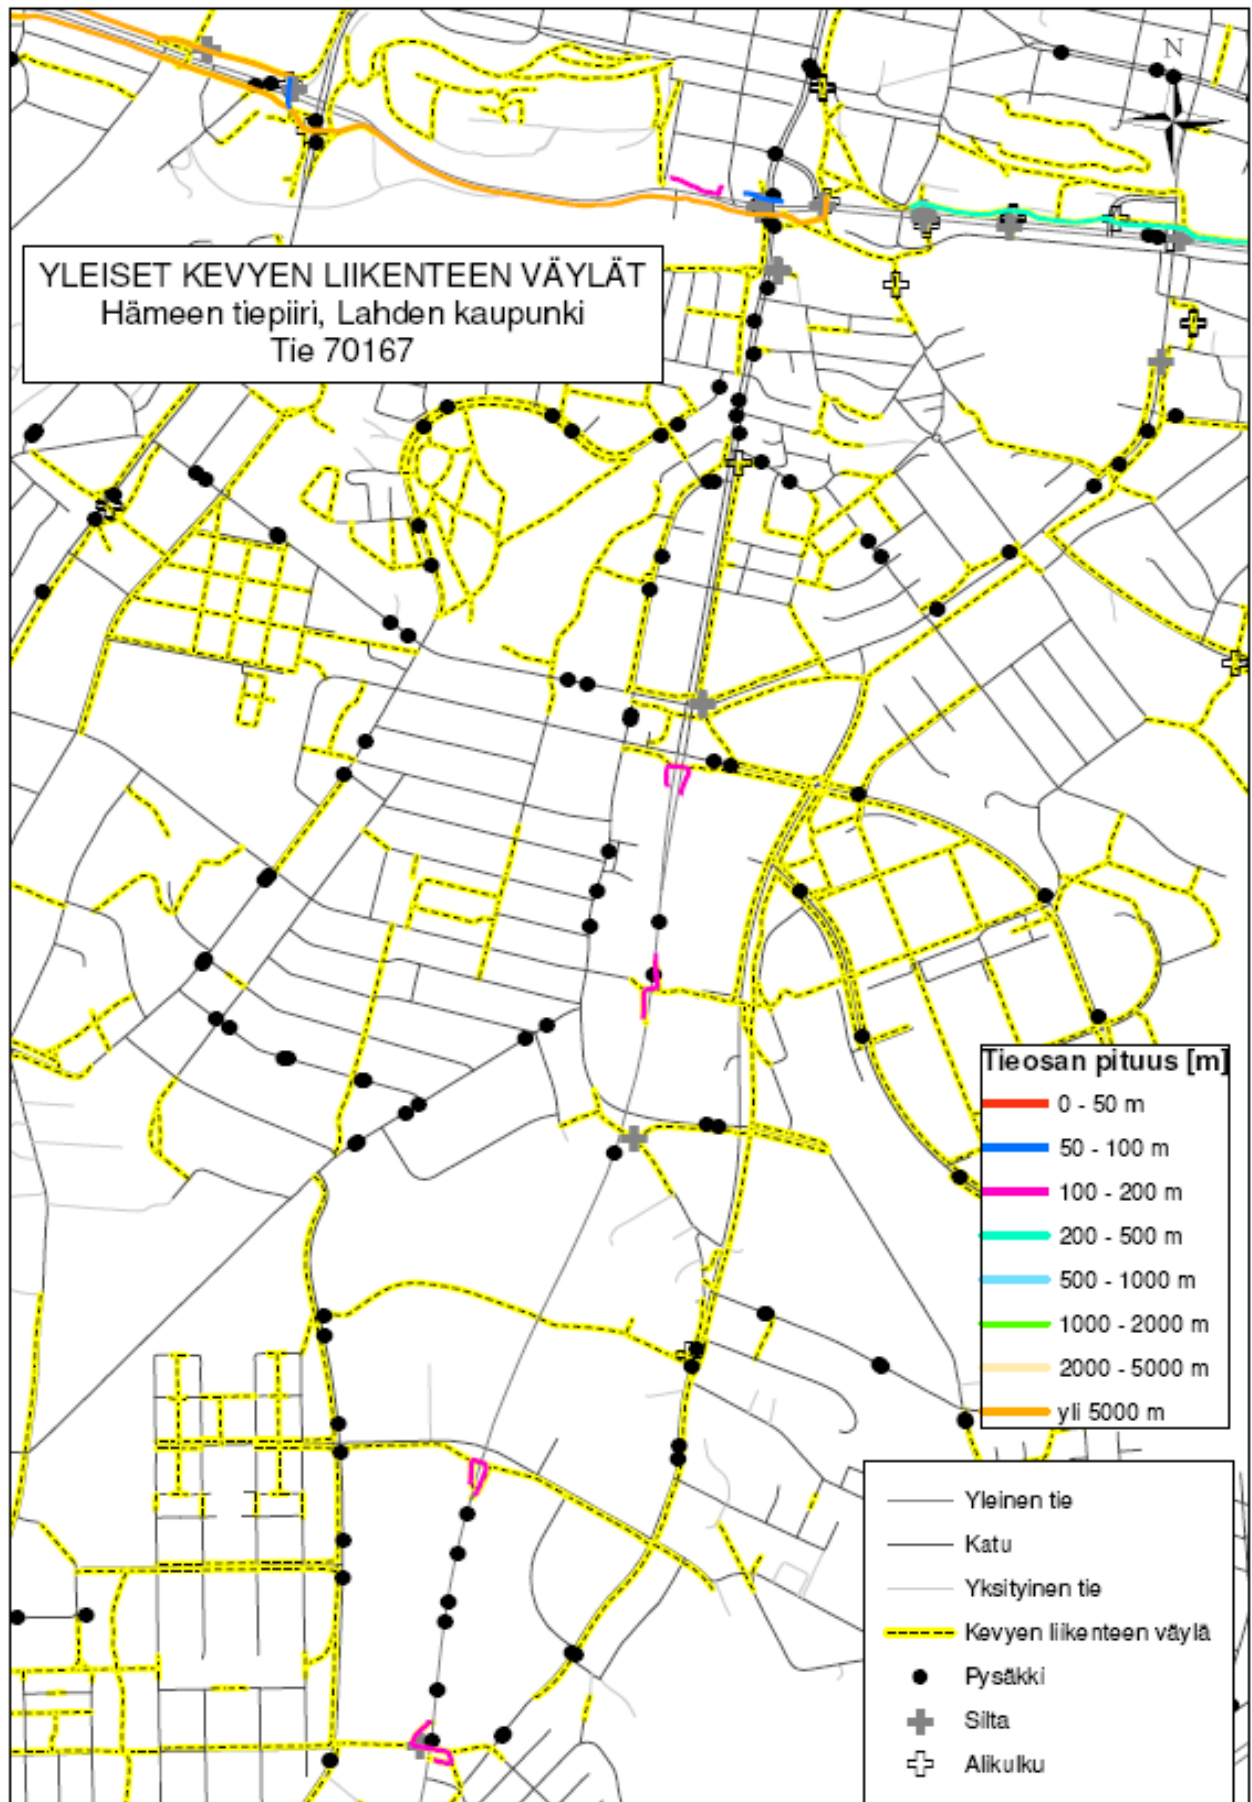 N
YLEISET KEVYEN LIIKENTEEN VÄYLÄT
Hämeen tiepiiri, Lahden kaupunki
Tie 70167
Tieosan pituus [m]
0 - 50 m
50 - 100 m
100 - 200 m
200 - 500 m
500 - 1000 m
1000 - 2000 m
2000 - 5000 m
yli 5000 m
Yleinen tie
Katu
Yksityinen tie
Kevyen liikenteen väylä
Pysäkki
Silta
Alikulku